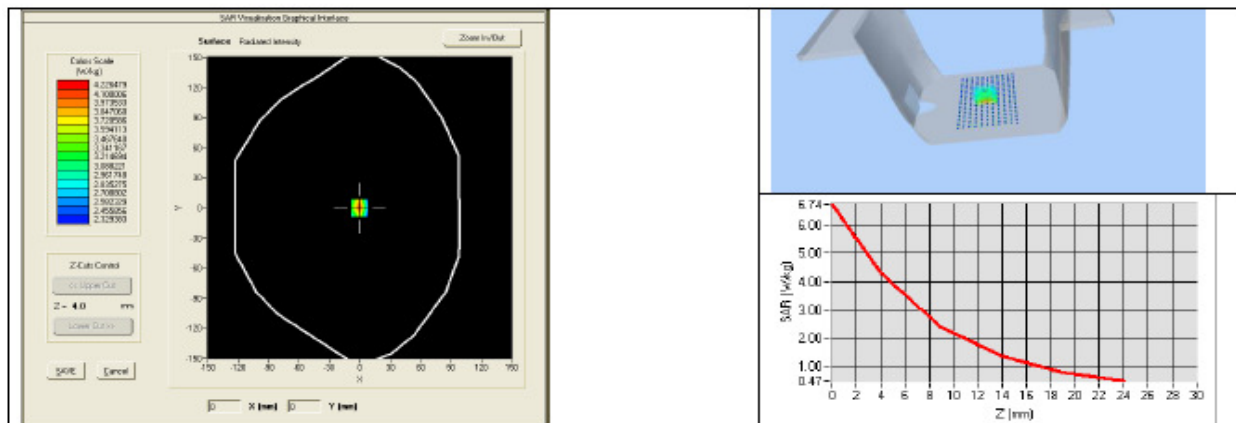 SAR Visualisation Graphical Interface
Surface Radiated Intensity
Zoom In/Out
Colors Scale
(W/kg)
4.226479
4.100006
3.973533
3.847060
3.720586
3.594113
3.467640
3.341167
3.214694
3.088221
2.961748
2.835275
2.708802
2.582329
2.455856
2.329383
Z-Cuts Control
<< Upper Cut
Z = 4.0 mm
Lower Cut >>
SAVE
Cancel
150
120
90
60
30
0
-30
-60
-90
-120
-150
Y
-150 -120 -90 -60 -30 0 30 60 90 120 150
X
0 X (mm) 0 Y (mm)
6.74
6.00
4.00
3.00
2.00
1.00
0.47
SAR (W/kg)
0 2 4 6 8 10 12 14 16 18 20 22 24 26 28 30
Z (mm)